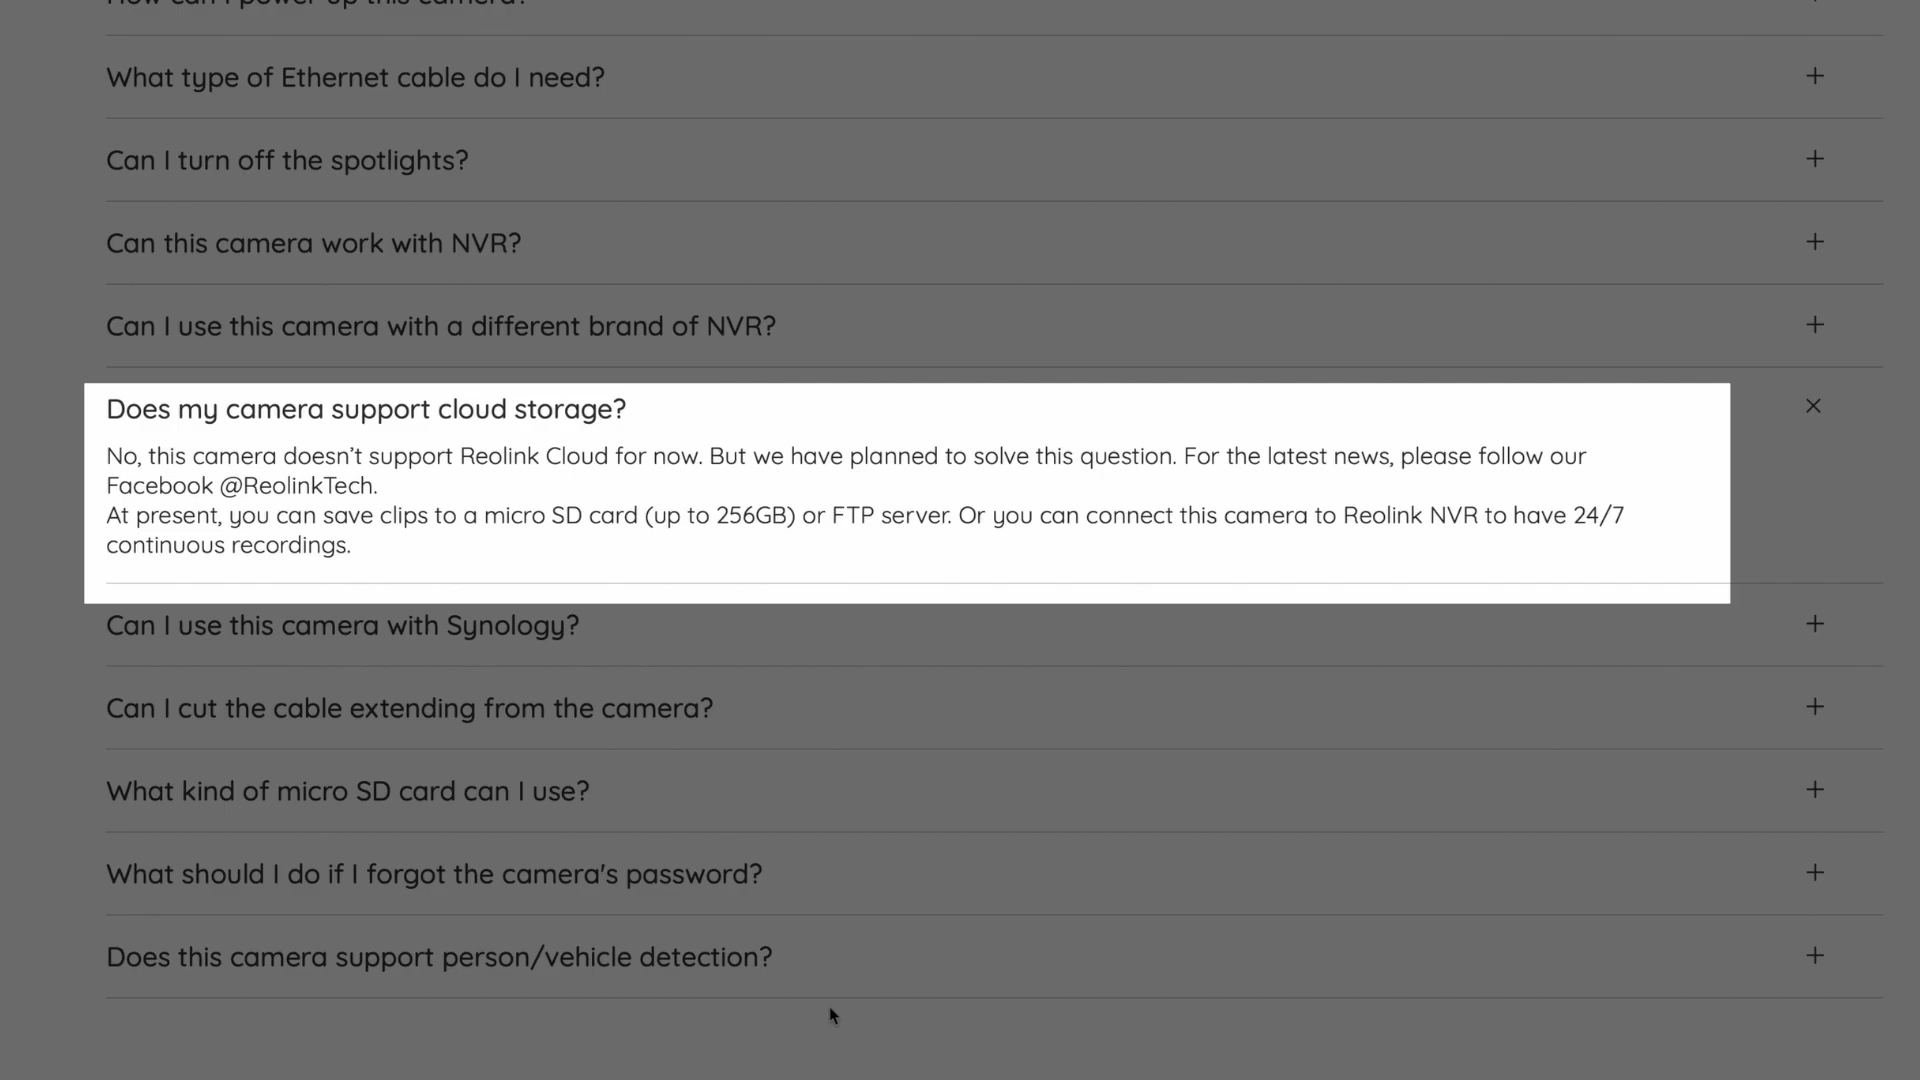 How can I power up this camera?
What type of Ethernet cable do I need?
Can I turn off the spotlights?
Can this camera work with NVR?
Can I use this camera with a different brand of NVR?
Does my camera support cloud storage?
No, this camera doesn’t support Reolink Cloud for now. But we have planned to solve this question. For the latest news, please follow our
Facebook @ReolinkTech.
At present, you can save clips to a micro SD card (up to 256GB) or FTP server. Or you can connect this camera to Reolink NVR to have 24/7
continuous recordings.
Can I use this camera with Synology?
Can I cut the cable extending from the camera?
What kind of micro SD card can I use?
What should I do if I forgot the camera's password?
Does this camera support person/vehicle detection?